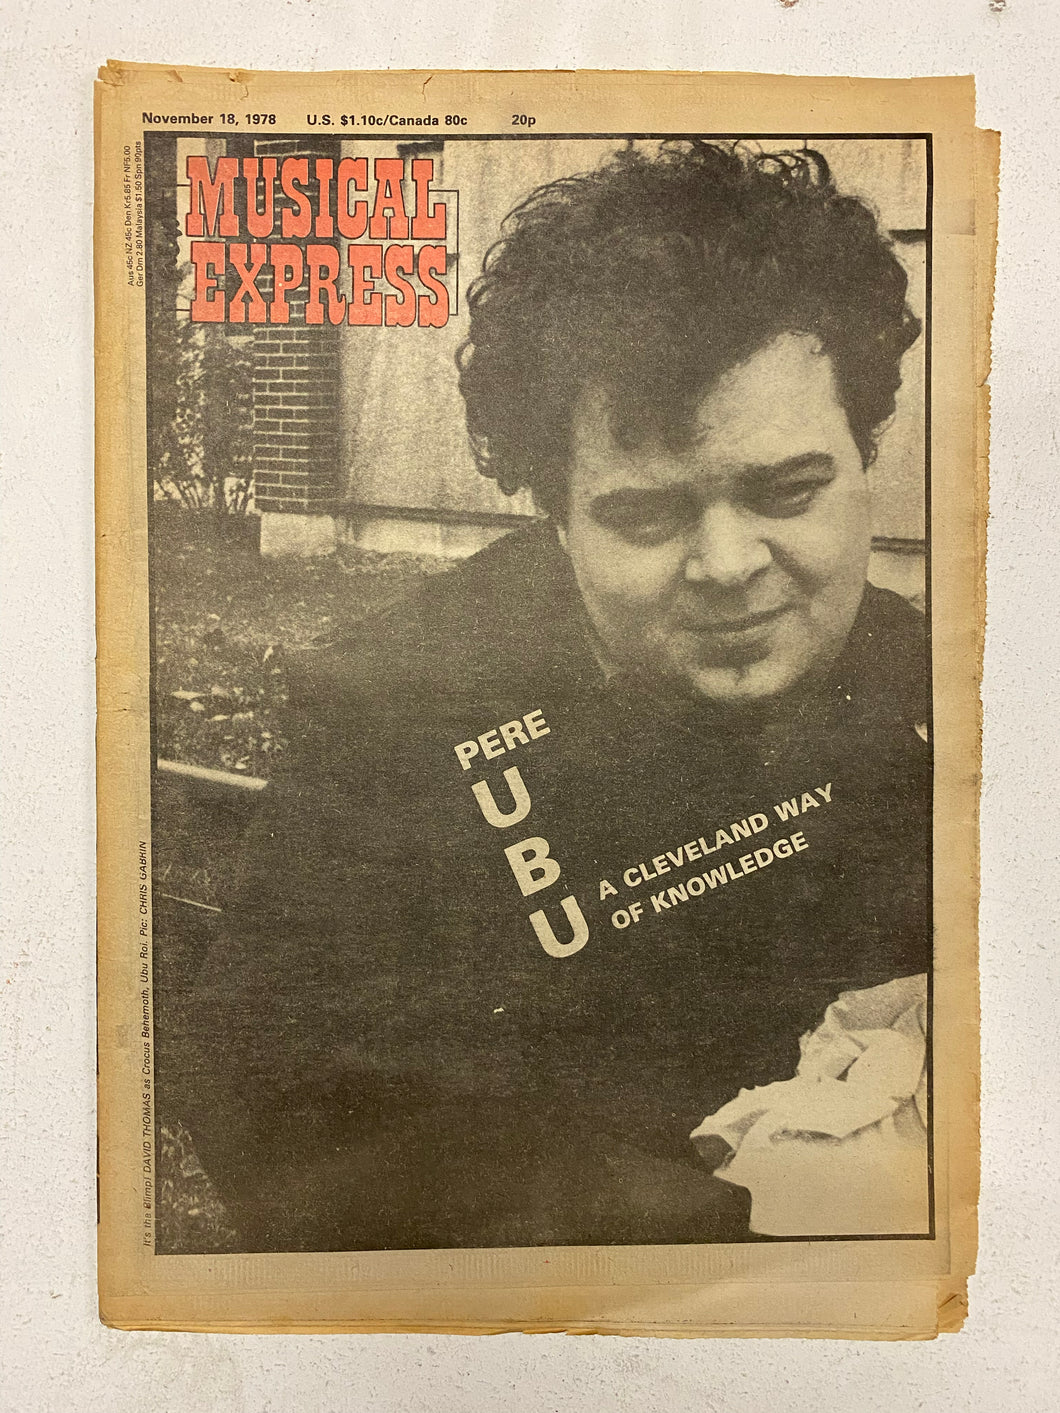 November 18, 1978 U.S. $1.10c/Canada 80c 20p
Aus 45c NZ 45c Den Kr5.85 Fr NF5.00
Ger Dm 2.80 Malaysia $1.50 Spn 90pts
MUSICAL
EXPRESS
PERE
U
B
U
A CLEVELAND WAY
OF KNOWLEDGE
It's the Blimp! DAVID THOMAS as Crocus Behemoth, Ubu Roi. Pic: CHRIS GABRIN